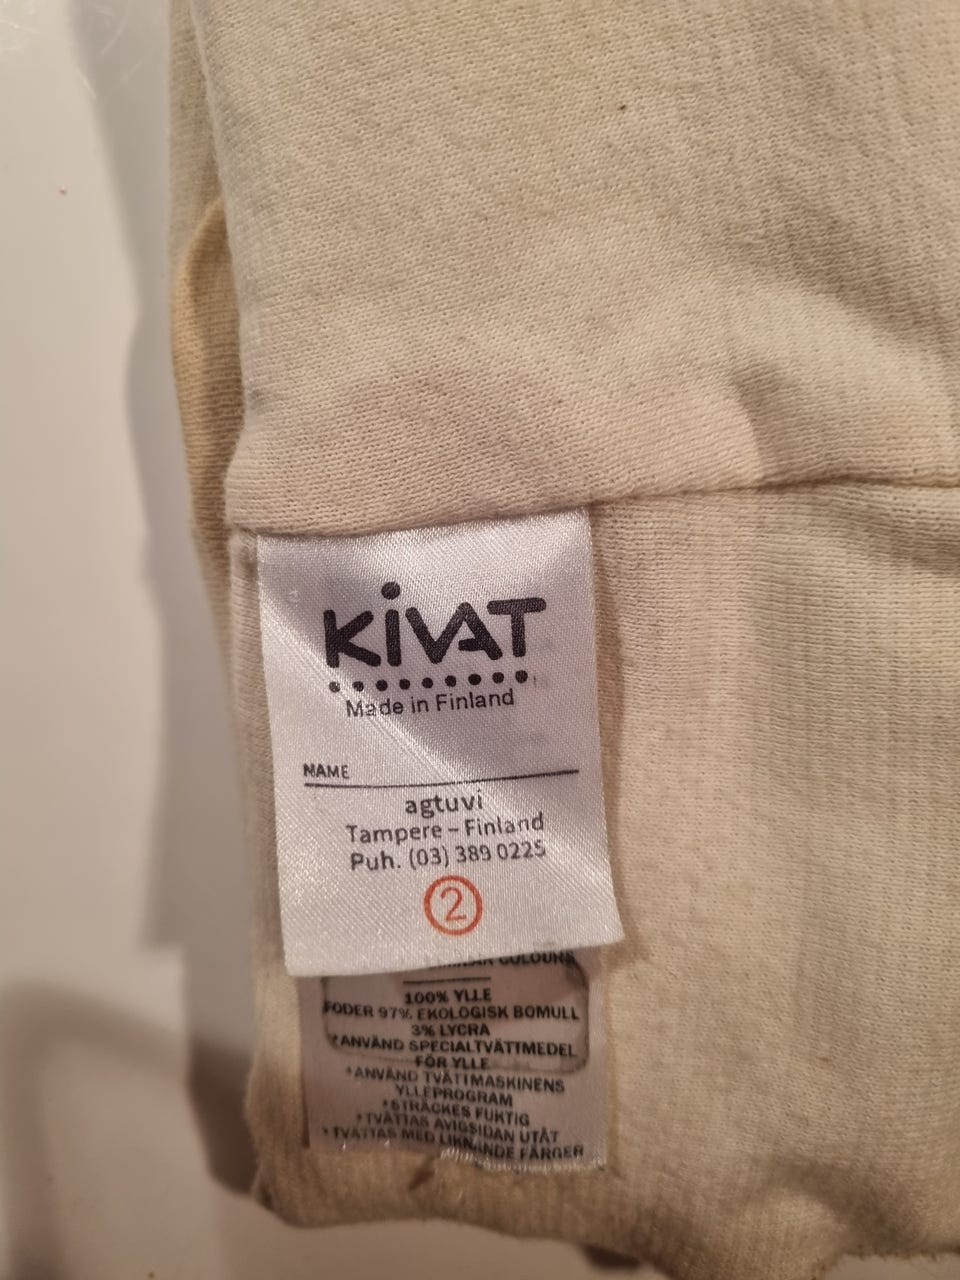 KiVAT
Made in Finland
NAME
agtuvi
Tampere – Finland
Puh. (03) 389 0225
2
COLOURS
100% YLLE
FODER 97% EKOLOGISK BOMULL
3% LYCRA
*ANVÄND SPECIALTVÄTTMEDEL
FÖR YLLE
*ANVÄND TVÄTTMASKINENS
YLLEPROGRAM
*STRÄCKES FUKTIG
*TVÄTTAS AVIGSIDAN UTÅT
*TVÄTTAS MED LIKNANDE FÄRGER